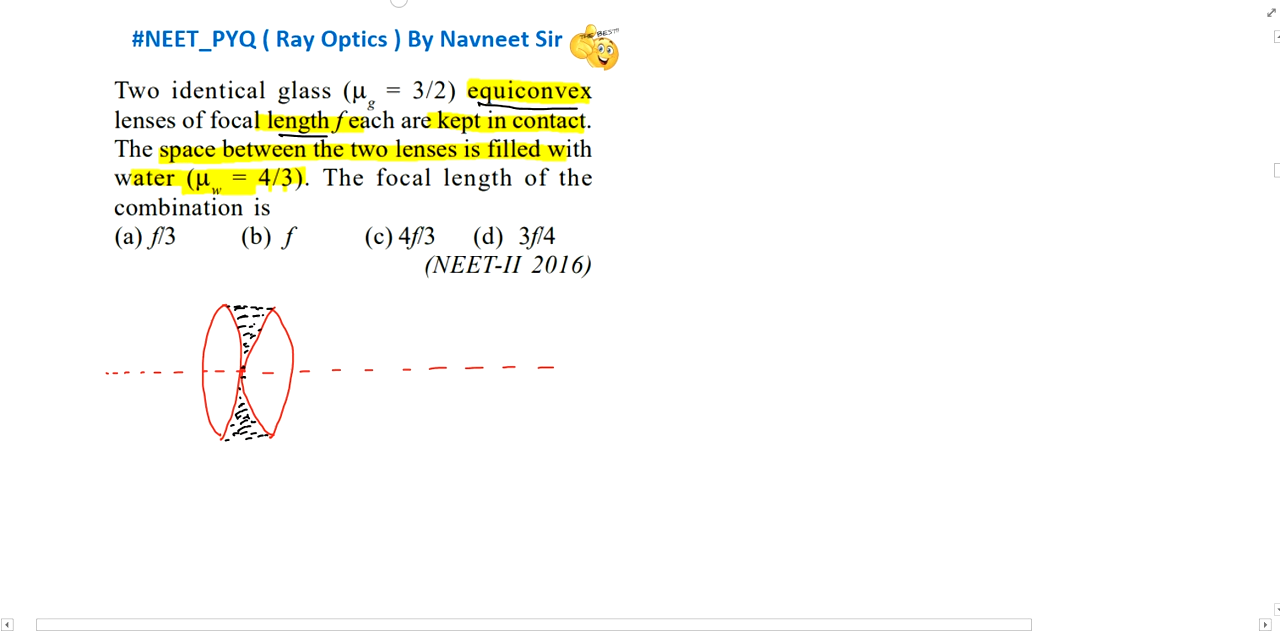 #NEET_PYQ ( Ray Optics ) By Navneet Sir
THE BEST!!
Two identical glass (μg = 3/2) equiconvex
lenses of focal length f each are kept in contact.
The space between the two lenses is filled with
water (μw = 4/3). The focal length of the
combination is
(a) f/3 (b) f (c) 4f/3 (d) 3f/4
(NEET-II 2016)